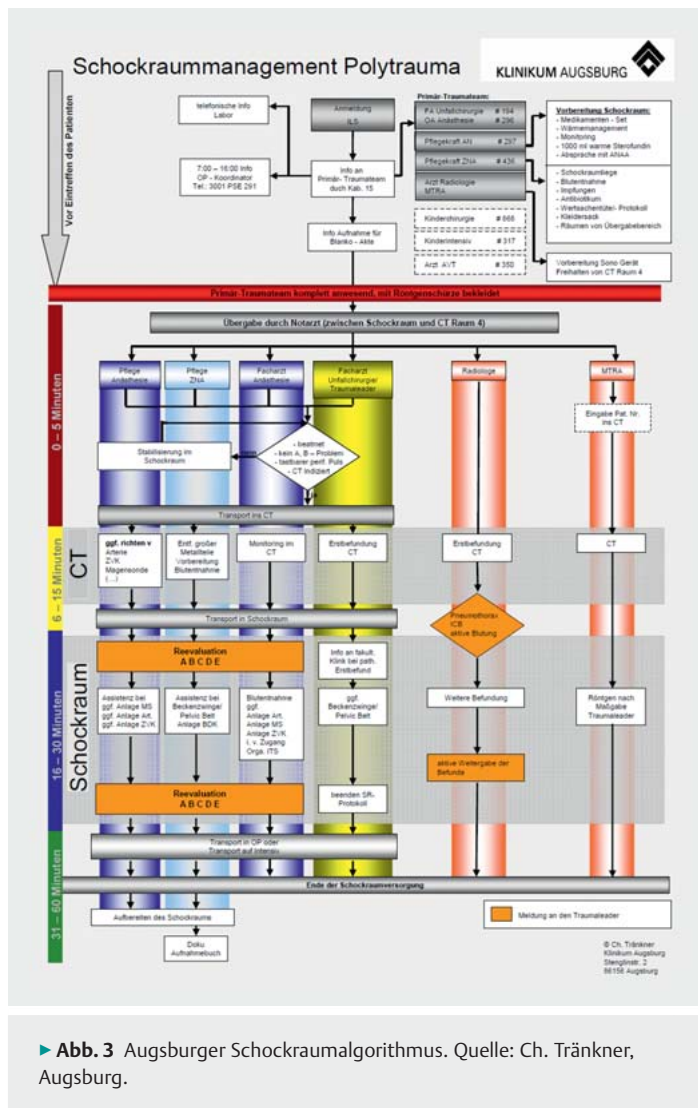 Schockraummanagement Polytrauma
KLINIKUM AUGSBURG
Vor Eintreffen des Patienten
telefonische Info
Labor
Anmeldung
ILS
Primär-Traumateam:
FA Unfallchirurgie # 194
OA Anästhesie # 296
Pflegekraft AN # 297
Pflegekraft ZNA # 436
Arzt Radiologie
MTRA
Vorbereitung Schockraum:
- Medikamenten - Set
- Wärmemanagement
- Monitoring
- 1000 ml warme Sterofundin
- Absprache mit ANAA
7:00 – 16:00 Info
OP - Koordinator
Tel.: 3001 PSE 291
Info an
Primär- Traumateam
duch Kab. 15
- Schockraumliege
- Blutentnahme
- Impfungen
- Antibiotikum
- Wertsachentüte/- Protokoll
- Kleidersack
- Räumen von Übergabebereich
Info Aufnahme für
Blanko - Akte
Kinderchirurgie # 668
Kinderintensiv # 317
Arzt AVT # 350
Vorbereitung Sono Gerät
Freihalten von CT Raum 4
Primär-Traumateam komplett anwesend, mit Röntgenschürze bekleidet
Übergabe durch Notarzt (zwischen Schockraum und CT Raum 4)
0 – 5 Minuten
Pflege
Anästhesie
Pflege
ZNA
Facharzt
Anästhesie
Facharzt
Unfallchirurgie/
Traumaleader
Radiologe
MTRA
Eingabe Pat. Nr.
ins CT
Stabilisierung im
Schockraum
- beatmet
- kein A, B – Problem
- tastbarer perif. Puls
- CT Indiziert
Transport ins CT
6 – 15 Minuten
CT
ggf. richten v
Arterie
ZVK
Magensonde
(...)
Entf. großer
Metallteile
Vorbereitung
Blutentnahme
Monitoring im
CT
Erstbefundung
CT
Erstbefundung
CT
CT
Pneumothorax
ICB
aktive Blutung
Transport in Schockraum
16 – 30 Minuten
Schockraum
Reevaluation
A B C D E
Info an fakult.
Klink bei path.
Erstbefund
Assistenz bei
ggf. Anlage MS
ggf. Anlage Art.
ggf. Anlage ZVK
Assistenz bei
Beckenzwinge/
Pelvic Belt
Anlage BDK
Blutentnahme
ggf.
Anlage Art.
Anlage MS
Anlage ZVK
i. v. Zugang
Orga. ITS
ggf.
Beckenzwinge/
Pelvic Belt
Weitere Befundung
Röntgen nach
Maßgabe
Traumaleader
aktive Weitergabe der
Befunde
Reevaluation
A B C D E
beenden SR-
Protokoll
31 – 60 Minuten
Transport in OP oder
Transport auf Intensiv
Ende der Schockraumversorgung
Aufbereiten des Schockraums
Doku
Aufnahmebuch
Meldung an den Traumaleader
© Ch. Tränkner
Klinikum Augsburg
Stenglinstr. 2
86156 Augsburg
► Abb. 3 Augsburger Schockraumalgorithmus. Quelle: Ch. Tränkner,
Augsburg.